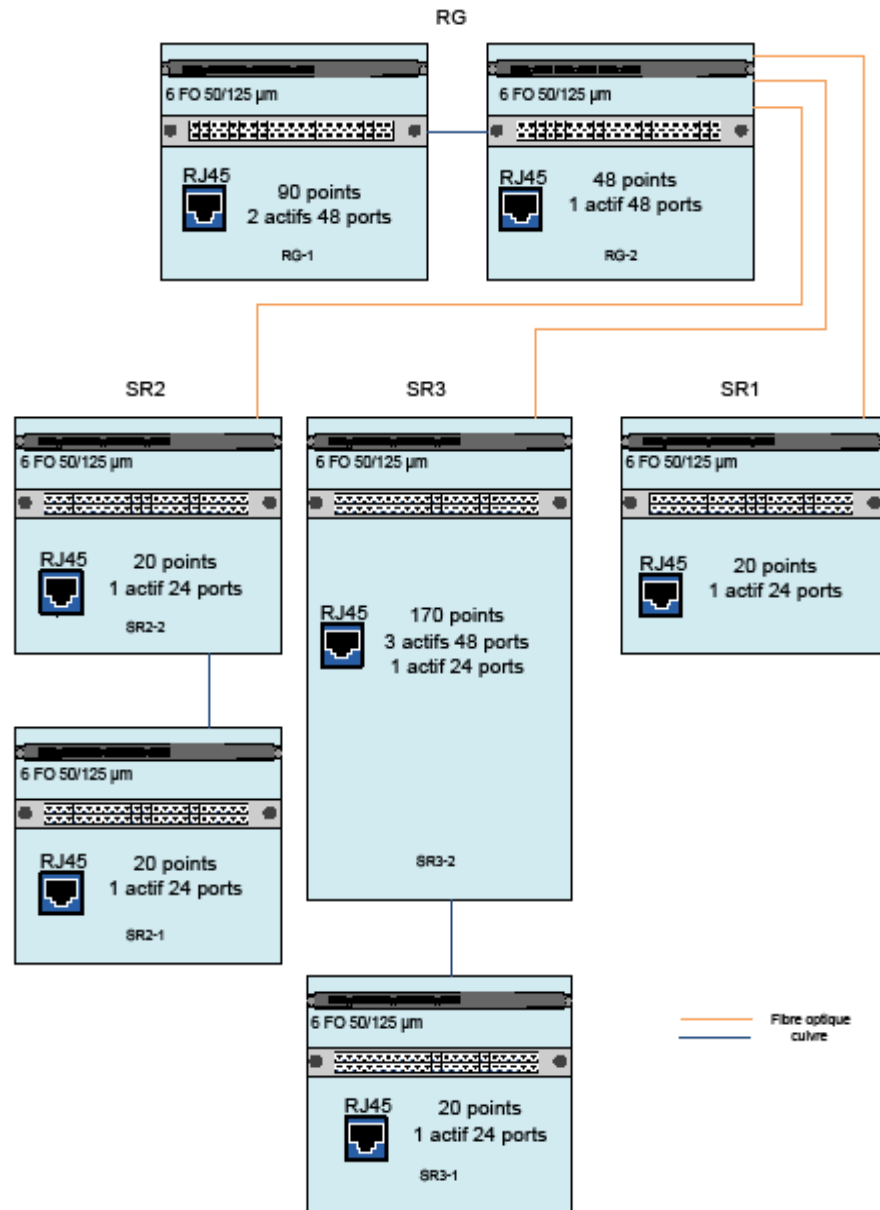 RG
6 FO 50/125 µm
RJ45
90 points
2 actifs 48 ports
RG-1
6 FO 50/125 µm
RJ45
48 points
1 actif 48 ports
RG-2
SR2
SR3
SR1
6 FO 50/125 µm
RJ45
20 points
1 actif 24 ports
SR2-2
6 FO 50/125 µm
RJ45
170 points
3 actifs 48 ports
1 actif 24 ports
SR3-2
6 FO 50/125 µm
RJ45
20 points
1 actif 24 ports
6 FO 50/125 µm
RJ45
20 points
1 actif 24 ports
SR2-1
6 FO 50/125 µm
RJ45
20 points
1 actif 24 ports
SR3-1
Fibre optique
cuivre